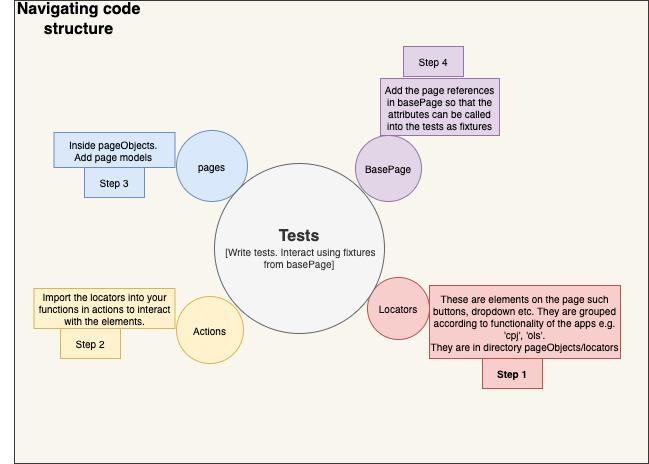 Navigating code
structure
Step 4
Add the page references
in basePage so that the
attributes can be called
into the tests as fixtures
BasePage
Inside pageObjects.
Add page models
Step 3
pages
Tests
[Write tests. Interact using fixtures
from basePage]
Import the locators into your
functions in actions to interact
with the elements.
Step 2
Actions
Locators
These are elements on the page such
buttons, dropdown etc. They are grouped
according to functionality of the apps e.g.
'cpj', 'ols'.
They are in directory pageObjects/locators
Step 1